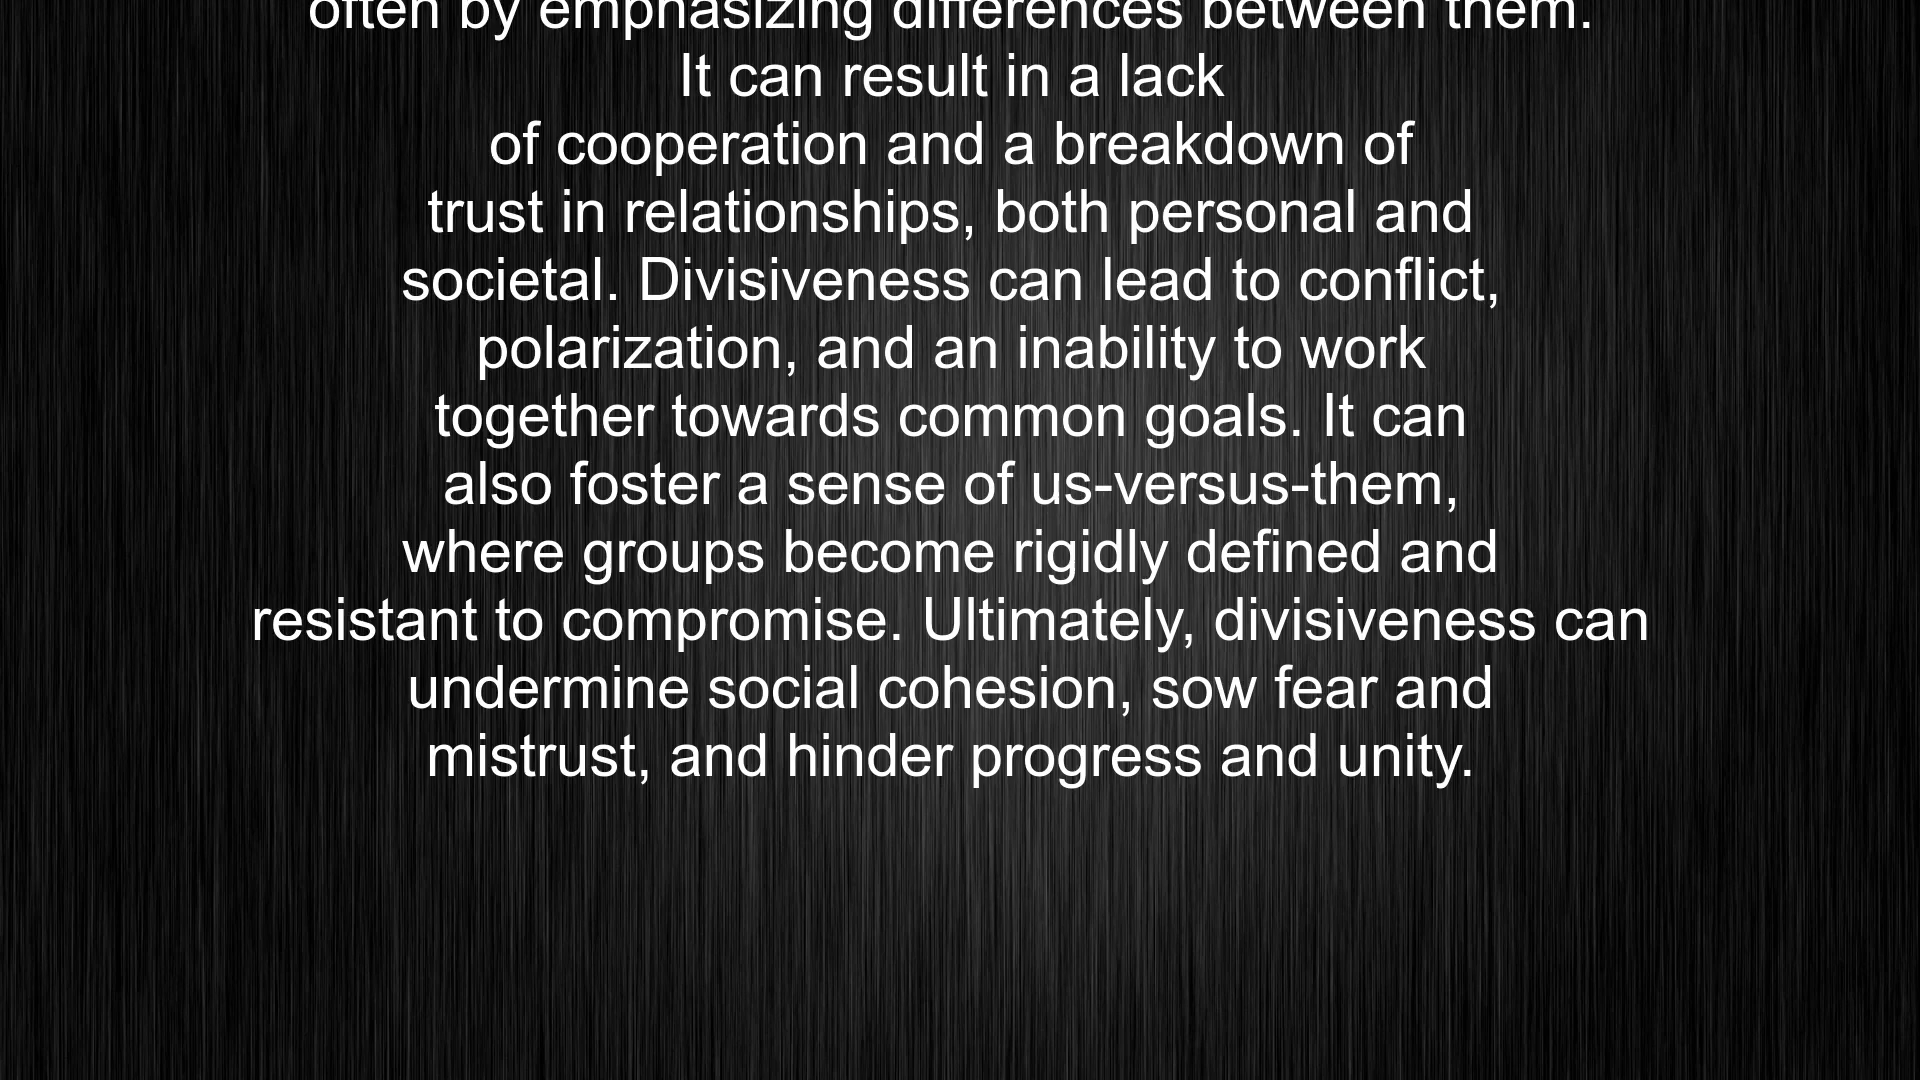 often by emphasizing differences between them.
It can result in a lack
of cooperation and a breakdown of
trust in relationships, both personal and
societal. Divisiveness can lead to conflict,
polarization, and an inability to work
together towards common goals. It can
also foster a sense of us-versus-them,
where groups become rigidly defined and
resistant to compromise. Ultimately, divisiveness can
undermine social cohesion, sow fear and
mistrust, and hinder progress and unity.